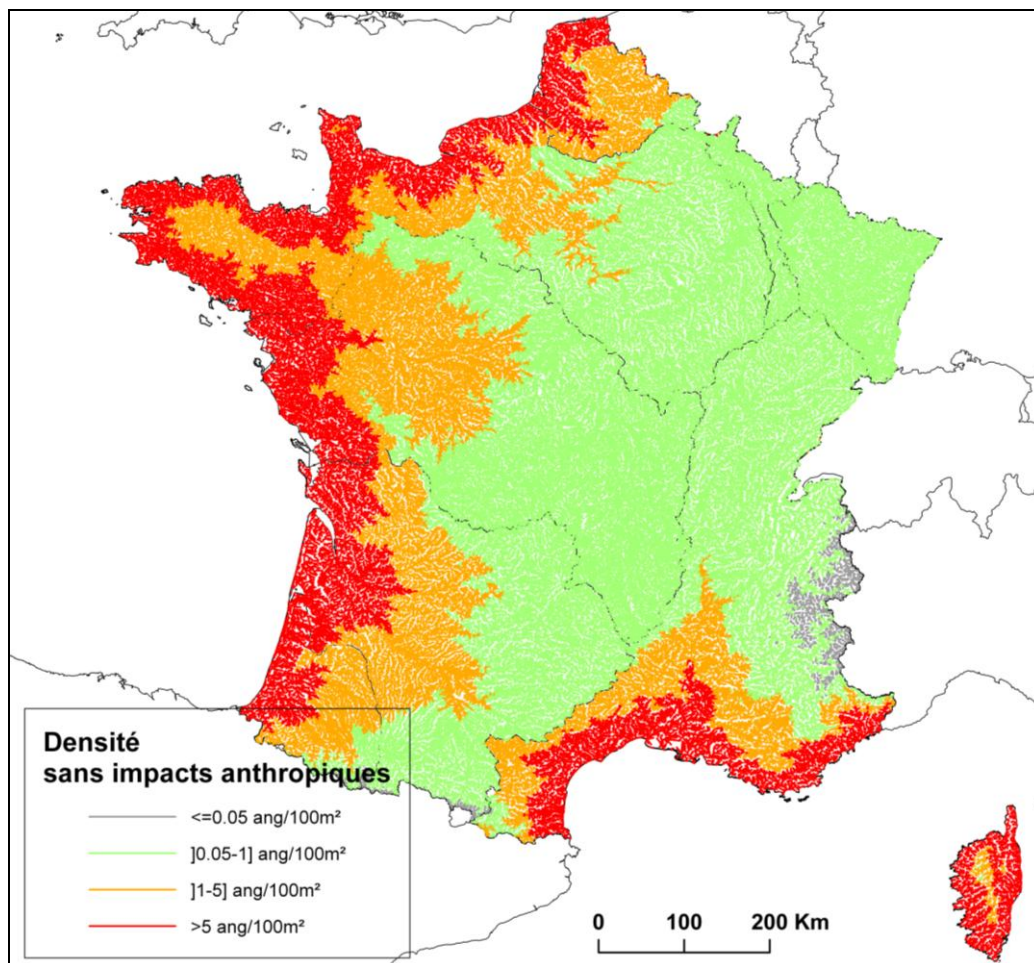 Densité
sans impacts anthropiques
<=0.05 ang/100m²
]0.05-1] ang/100m²
]1-5] ang/100m²
>5 ang/100m²
0 100 200 Km